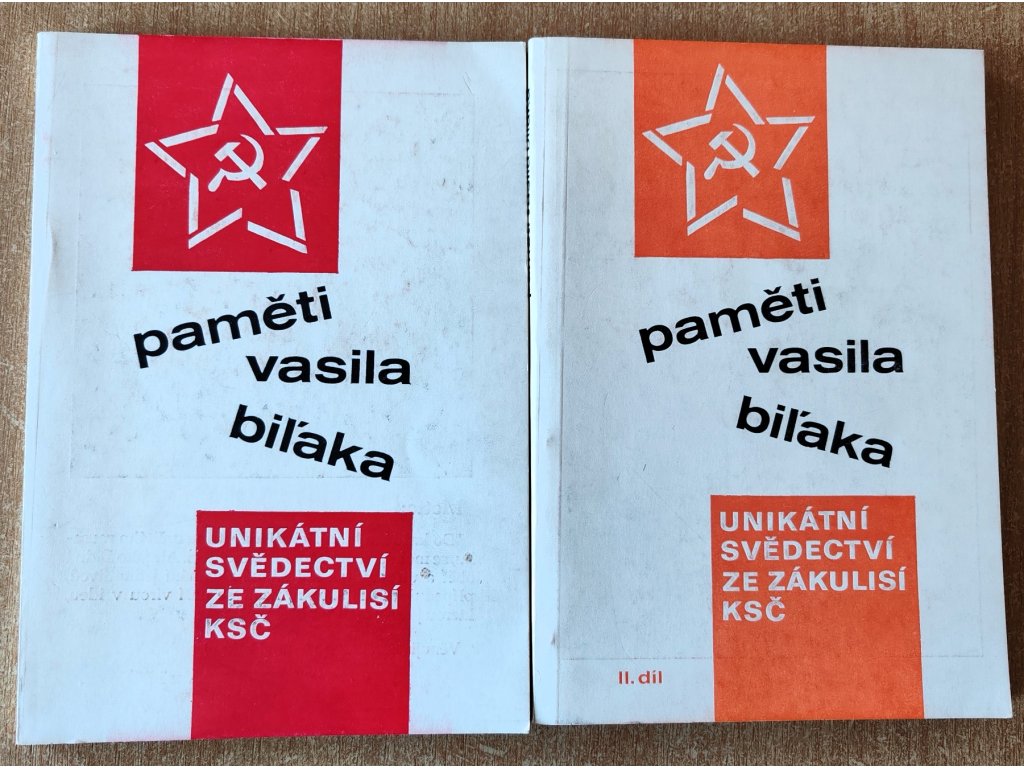 paměti
vasila
biľaka
UNIKÁTNÍ
SVĚDECTVÍ
ZE ZÁKULISÍ
KSČ
paměti
vasila
biľaka
UNIKÁTNÍ
SVĚDECTVÍ
ZE ZÁKULISÍ
KSČ
II. díl